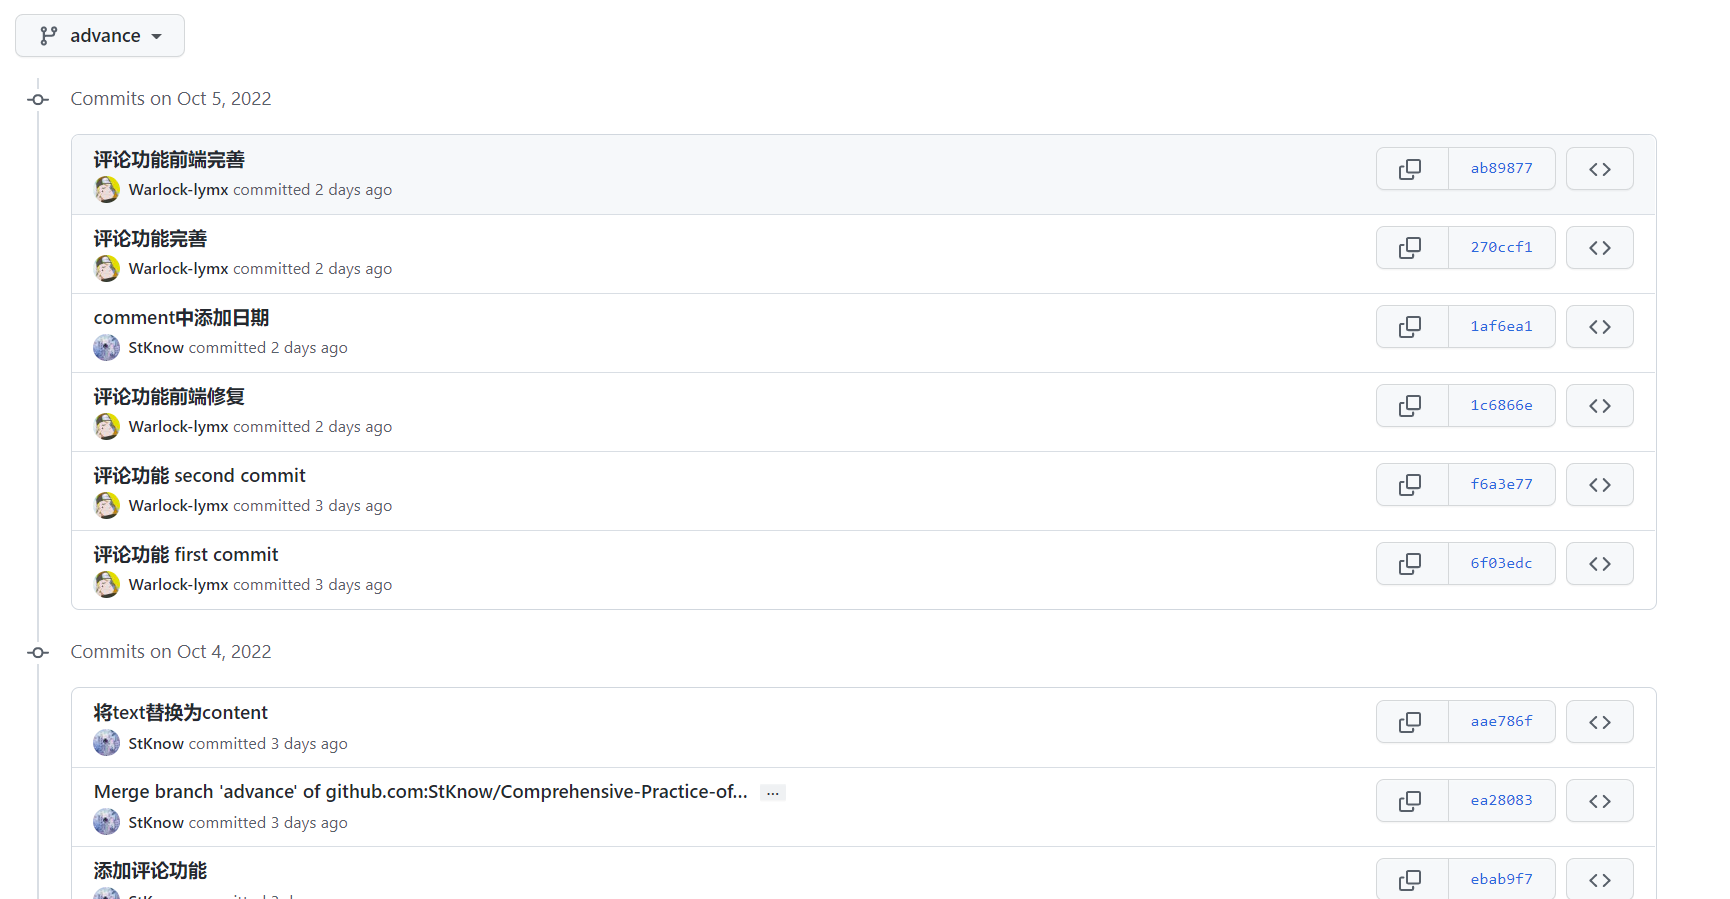 advance
Commits on Oct 5, 2022
评论功能前端完善
ab89877
Warlock-lymx committed 2 days ago
评论功能完善
270ccf1
Warlock-lymx committed 2 days ago
comment中添加日期
1af6ea1
StKnow committed 2 days ago
评论功能前端修复
1c6866e
Warlock-lymx committed 2 days ago
评论功能 second commit
f6a3e77
Warlock-lymx committed 3 days ago
评论功能 first commit
6f03edc
Warlock-lymx committed 3 days ago
Commits on Oct 4, 2022
将text替换为content
aae786f
StKnow committed 3 days ago
Merge branch 'advance' of github.com:StKnow/Comprehensive-Practice-of... …
ea28083
StKnow committed 3 days ago
添加评论功能
ebab9f7